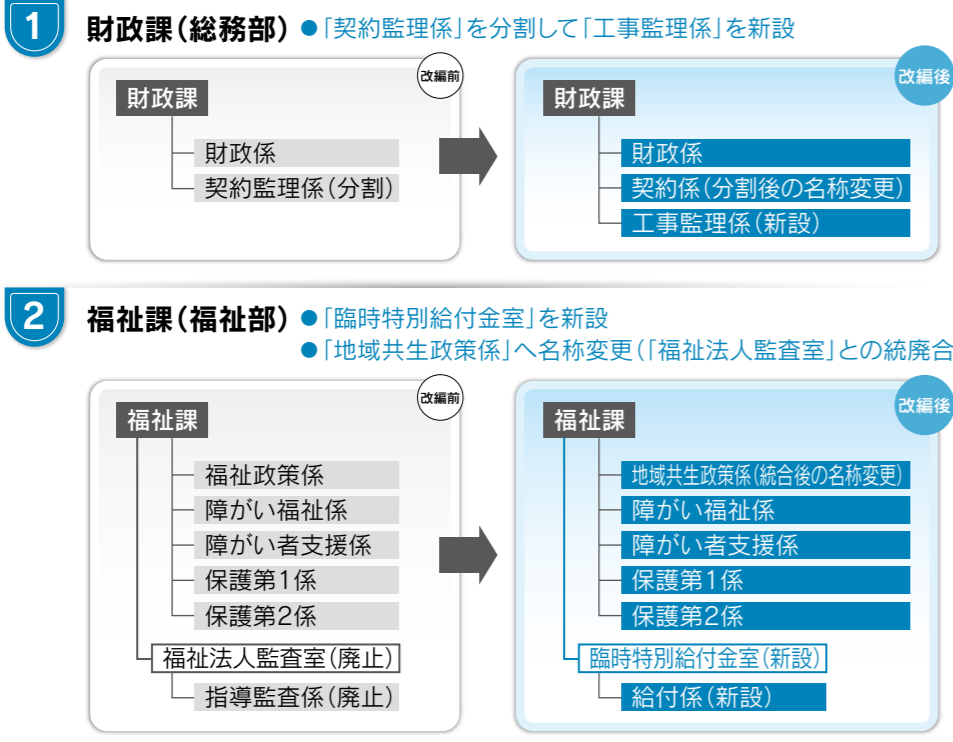 1 財政課(総務部) ●「契約監理係」を分割して「工事監理係」を新設
改編前
財政課
財政係
契約監理係(分割)
改編後
財政課
財政係
契約係(分割後の名称変更)
工事監理係(新設)
2 福祉課(福祉部) ●「臨時特別給付金室」を新設
●「地域共生政策係」へ名称変更(「福祉法人監査室」との統廃合
改編前
福祉課
福祉政策係
障がい福祉係
障がい者支援係
保護第1係
保護第2係
福祉法人監査室(廃止)
指導監査係(廃止)
改編後
福祉課
地域共生政策係(統合後の名称変更)
障がい福祉係
障がい者支援係
保護第1係
保護第2係
臨時特別給付金室(新設)
給付係(新設)